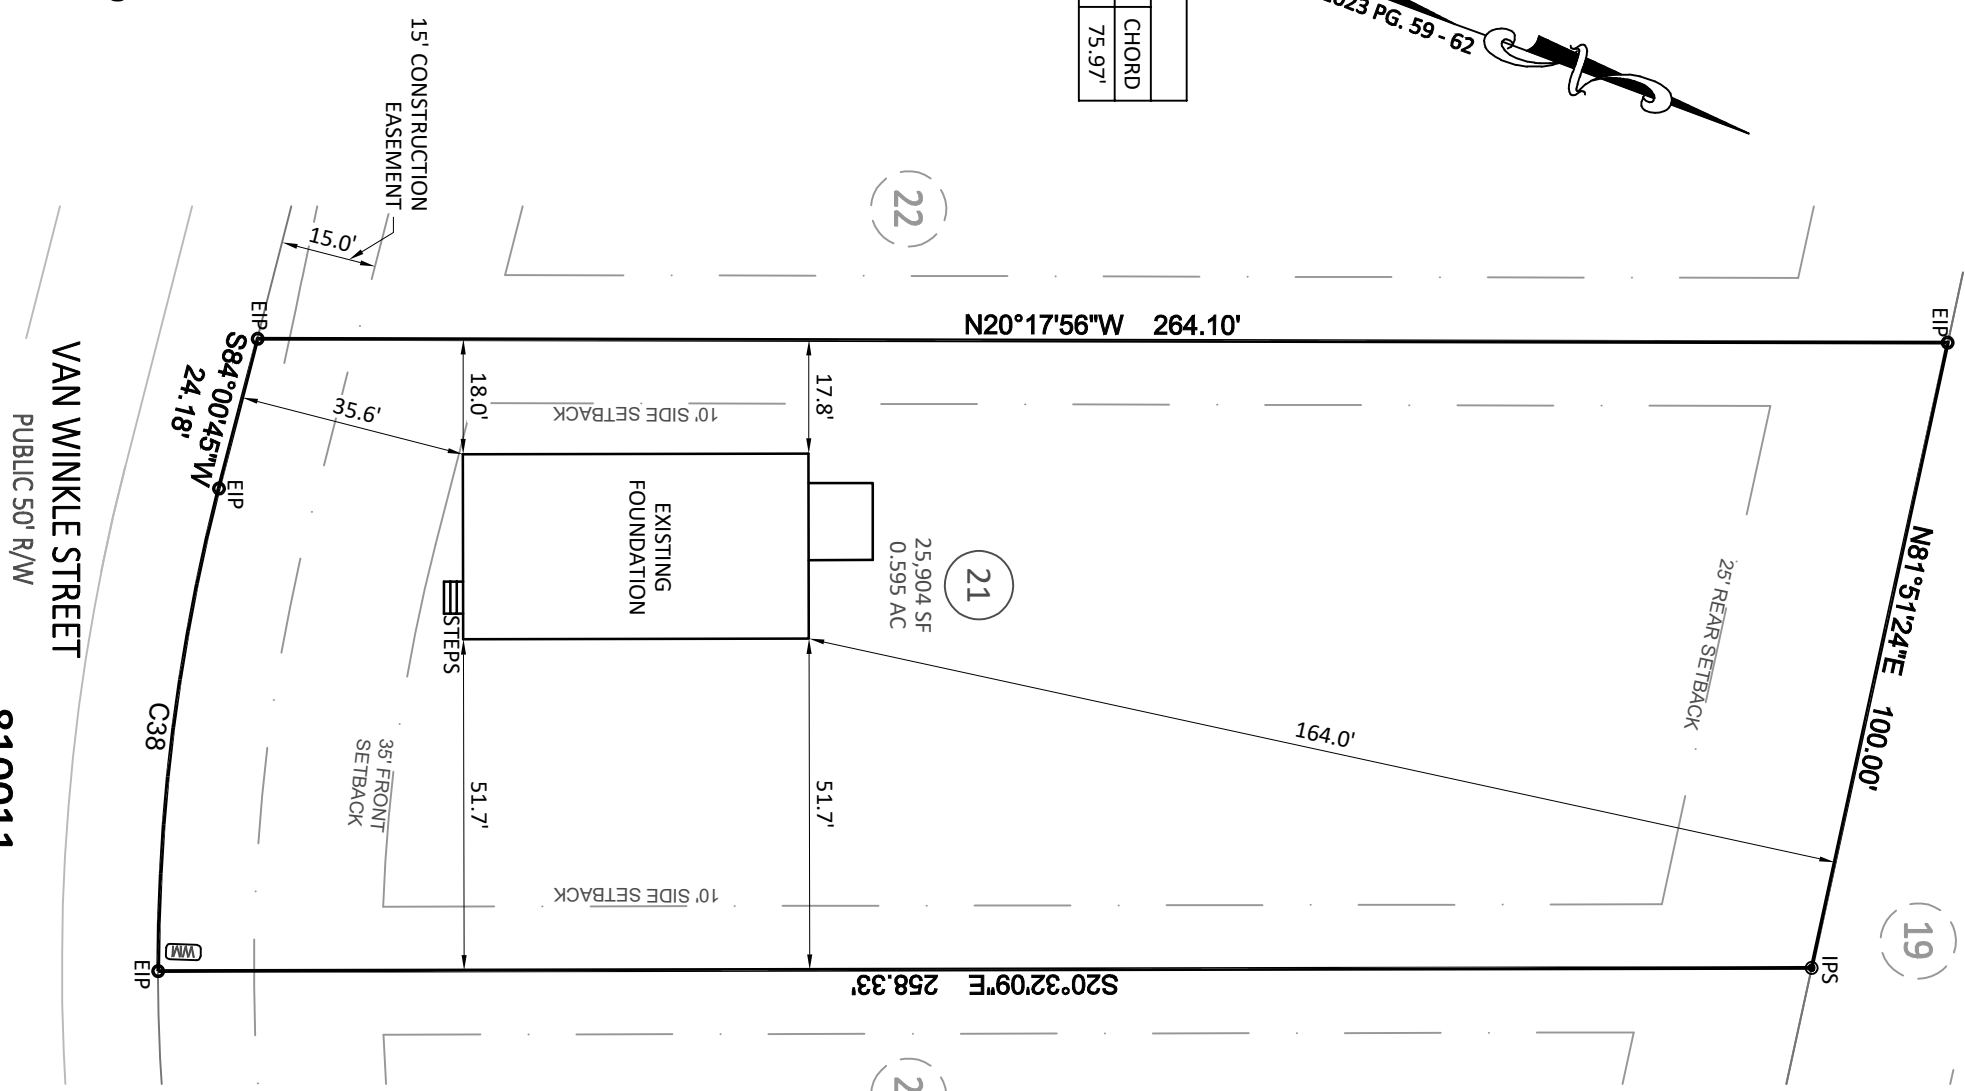 2023 PG. 59 - 62
CHORD
75.97'
15' CONSTRUCTION
EASEMENT
15.0'
22
EIP
EIP
N20°17'56"W 264.10'
S84°00'45"W
24.18'
EIP
35.6'
18.0'
17.8'
10' SIDE SETBACK
EXISTING
FOUNDATION
STEPS
21
25,904 SF
0.595 AC
N81°51'24"E 100.00'
25' REAR SETBACK
164.0'
VAN WINKLE STREET
PUBLIC 50' R/W
C38
35' FRONT
SETBACK
51.7'
51.7'
10' SIDE SETBACK
WM
EIP
S20°32'09"E 258.33'
IPS
19